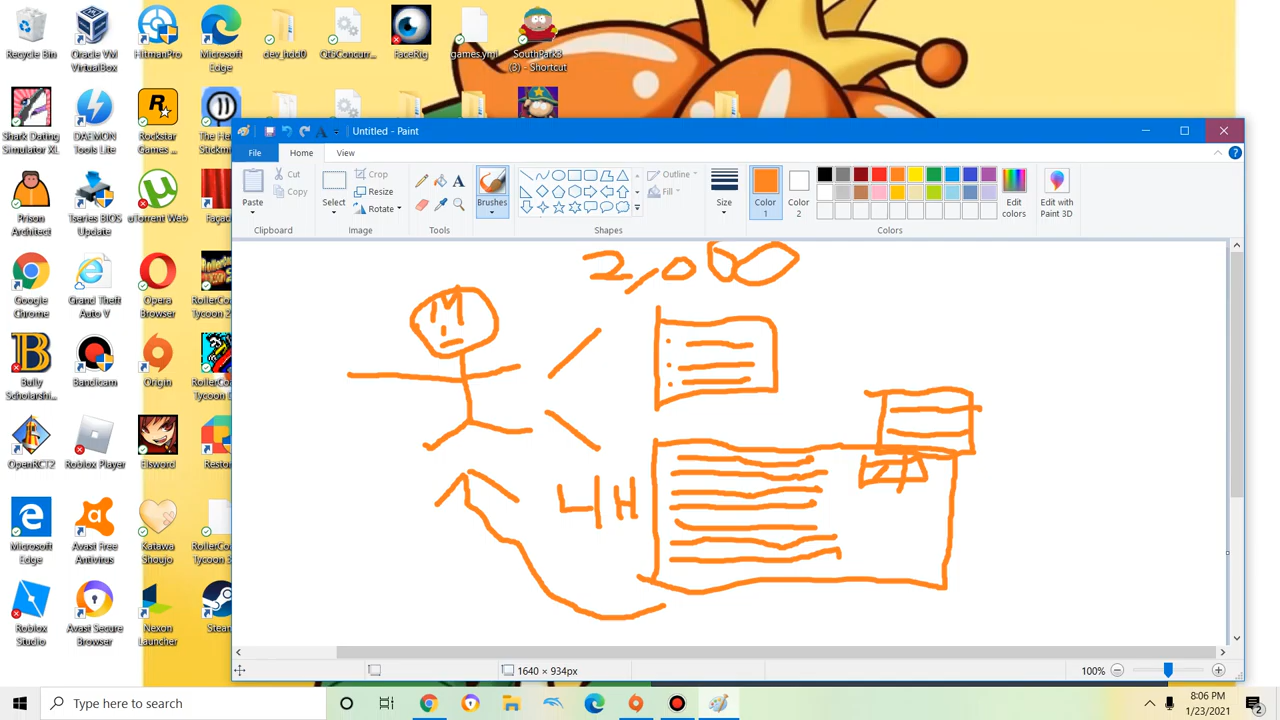 Recycle Bin
Oracle VM VirtualBox
HitmanPro
Microsoft Edge
dev_hdd0
FaceRig
games.yml
SouthPark3 (3) - Shortcut
Shark Dating Simulator XL
DAEMON Tools Lite
Rockstar Games ...
Untitled - Paint
File
Home
View
Paste
Cut
Copy
Clipboard
Select
Crop
Resize
Rotate
Image
Tools
Brushes
Shapes
Outline
Fill
Size
Color 1
Color 2
Edit colors
Colors
Edit with Paint 3D
Prison Architect
Tseries BIOS Update
uTorrent Web
Google Chrome
Grand Theft Auto V
Opera Browser
Bully Scholarshi...
Bandicam
Origin
OpenRCT2
Roblox Player
Elsword
Microsoft Edge
Avast Free Antivirus
Katawa Shoujo
Roblox Studio
Avast Secure Browser
Nexon Launcher
2,000
M
4H
1640 × 934px
100%
Type here to search
8:06 PM
1/23/2021
2